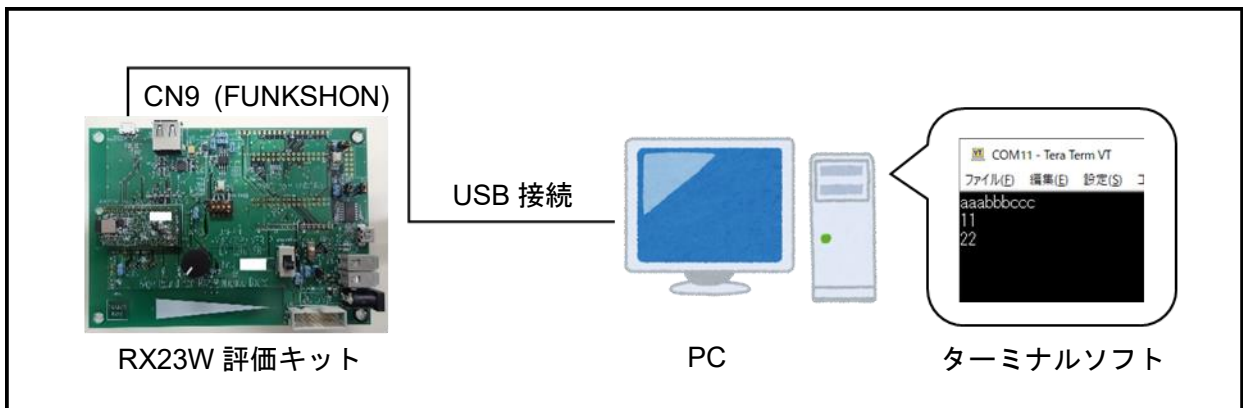 CN9 (FUNKSHON)
USB 接続
COM11 - Tera Term VT
ファイル(F) 編集(E) 設定(S) コ
aaabbbccc
11
22
RX23W 評価キット
PC
ターミナルソフト